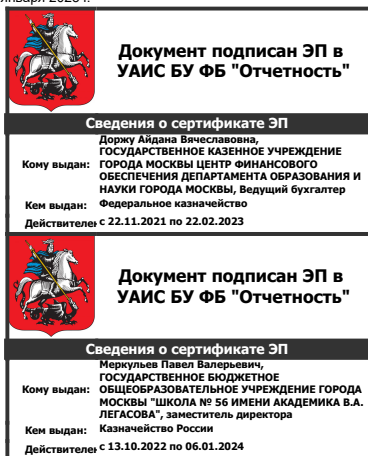 Документ подписан ЭП в
УАИС БУ ФБ "Отчетность"
Сведения о сертификате ЭП
Кому выдан:
Доржу Айдана Вячеславовна,
ГОСУДАРСТВЕННОЕ КАЗЕННОЕ УЧРЕЖДЕНИЕ
ГОРОДА МОСКВЫ ЦЕНТР ФИНАНСОВОГО
ОБЕСПЕЧЕНИЯ ДЕПАРТАМЕНТА ОБРАЗОВАНИЯ И
НАУКИ ГОРОДА МОСКВЫ, Ведущий бухгалтер
Кем выдан: Федеральное казначейство
Действителен с 22.11.2021 по 22.02.2023
Документ подписан ЭП в
УАИС БУ ФБ "Отчетность"
Сведения о сертификате ЭП
Кому выдан:
Меркульев Павел Валерьевич,
ГОСУДАРСТВЕННОЕ БЮДЖЕТНОЕ
ОБЩЕОБРАЗОВАТЕЛЬНОЕ УЧРЕЖДЕНИЕ ГОРОДА
МОСКВЫ "ШКОЛА № 56 ИМЕНИ АКАДЕМИКА В.А.
ЛЕГАСОВА", заместитель директора
Кем выдан: Казначейство России
Действителен с 13.10.2022 по 06.01.2024